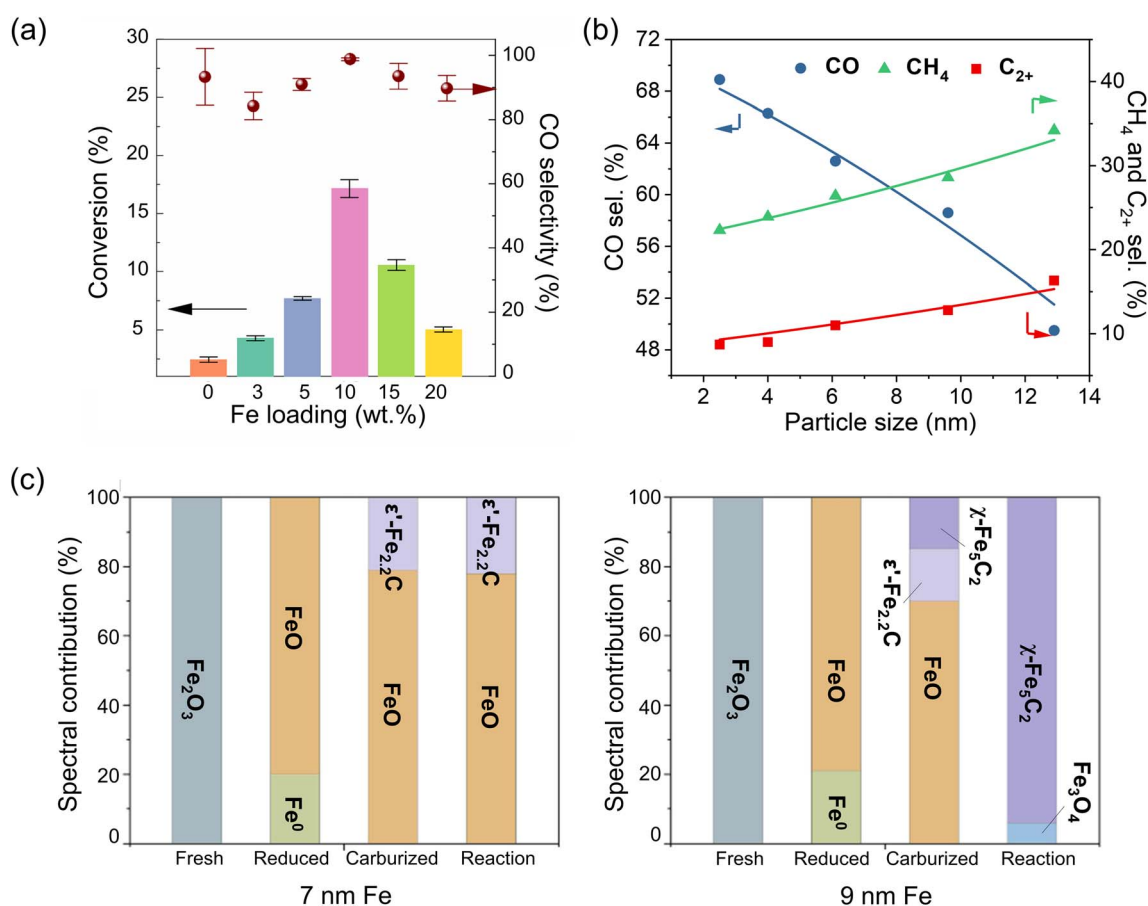 (a)
30
25
20
15
10
5
Conversion (%)
100
80
60
40
20
0
CO selectivity (%)
0 3 5 10 15 20
Fe loading (wt.%)
(b)
72
68
64
60
56
52
48
CO sel. (%)
CO CH₄ C₂₊
40
30
20
10
CH₄ and C₂₊ sel. (%)
2 4 6 8 10 12 14
Particle size (nm)
(c)
100
80
60
40
20
0
Spectral contribution (%)
Fe₂O₃
FeO
Fe⁰
ε'-Fe₂.₂C
FeO
ε'-Fe₂.₂C
FeO
Fresh Reduced Carburized Reaction
7 nm Fe
100
80
60
40
20
0
Spectral contribution (%)
Fe₂O₃
FeO
Fe⁰
χ-Fe₅C₂
ε'-Fe₂.₂C
FeO
χ-Fe₅C₂
Fe₃O₄
Fresh Reduced Carburized Reaction
9 nm Fe